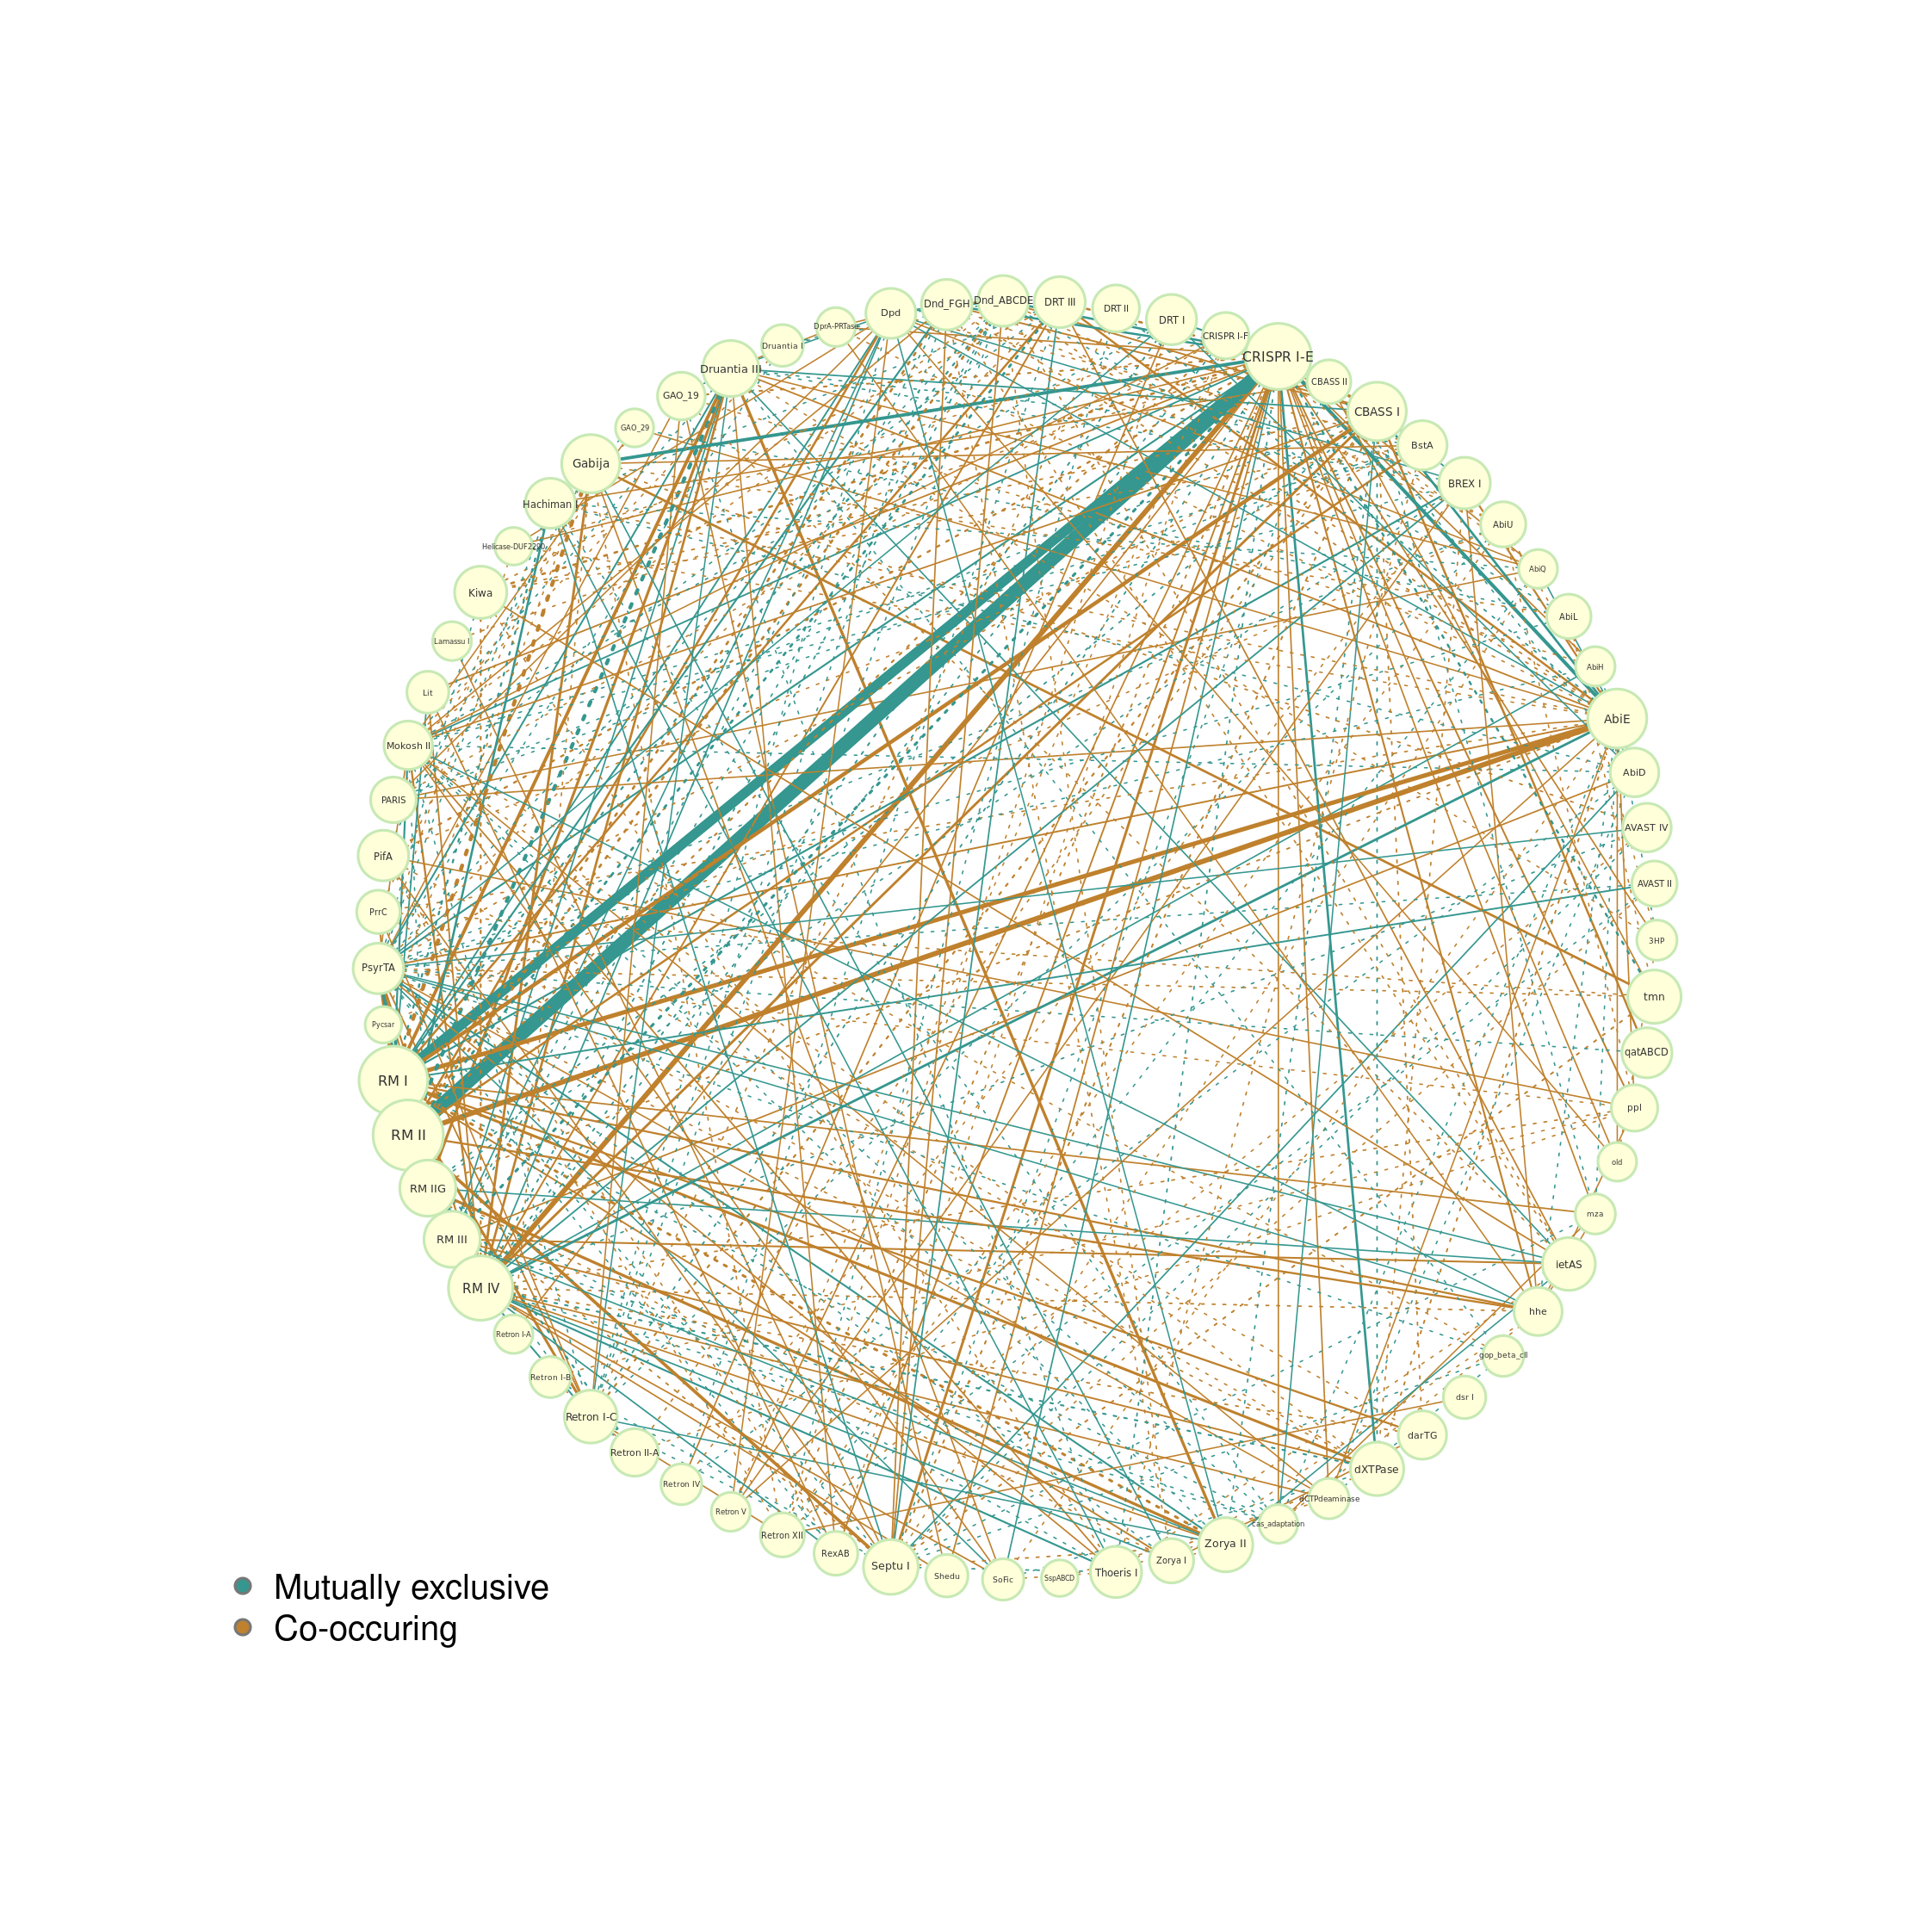 Dnd_ABCDE
DRT III
Dnd_FGH
DRT II
Dpd
DRT I
DprA-PRTase
CRISPR I-F
Druantia I
CRISPR I-E
Druantia III
CBASS II
GAO_19
CBASS I
GAO_29
BstA
Gabija
BREX I
Hachiman I
AbiU
Helicase-DUF2290
AbiQ
Kiwa
AbiL
Lamassu I
AbiH
Lit
AbiE
Mokosh II
AbiD
PARIS
AVAST IV
PifA
AVAST II
PrrC
3HP
PsyrTA
tmn
Pycsar
qatABCD
RM I
ppl
RM II
old
RM IIG
mza
RM III
ietAS
RM IV
hhe
Retron I-A
gop_beta_cll
Retron I-B
dsr I
Retron I-C
darTG
Retron II-A
dXTPase
Retron IV
dCTPdeaminase
Retron V
cas_adaptation
Retron XII
Zorya II
RexAB
Zorya I
Septu I
Thoeris I
Shedu
SspABCD
SoFic
Mutually exclusive
Co-occuring